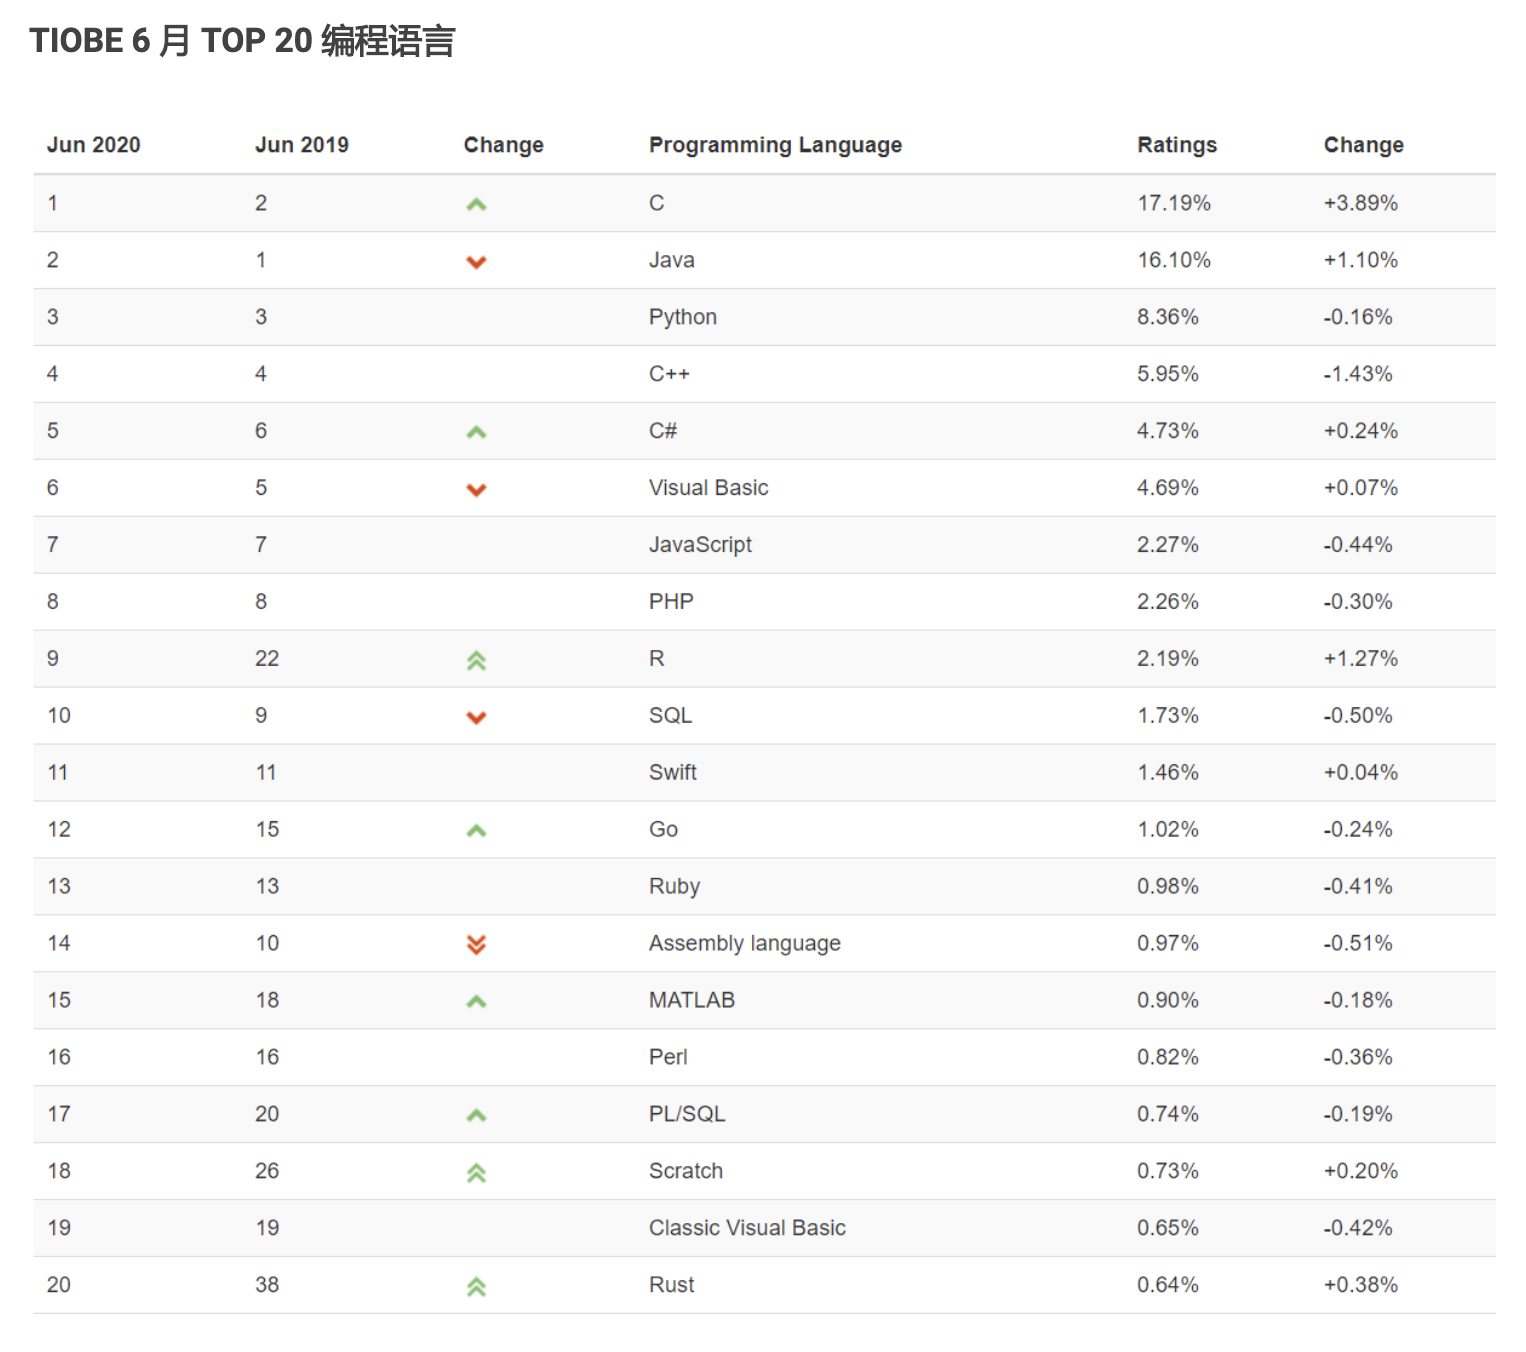 TIOBE 6 月 TOP 20 编程语言
Jun 2020 Jun 2019 Change Programming Language Ratings Change
1 2 C 17.19% +3.89%
2 1 Java 16.10% +1.10%
3 3 Python 8.36% -0.16%
4 4 C++ 5.95% -1.43%
5 6 C# 4.73% +0.24%
6 5 Visual Basic 4.69% +0.07%
7 7 JavaScript 2.27% -0.44%
8 8 PHP 2.26% -0.30%
9 22 R 2.19% +1.27%
10 9 SQL 1.73% -0.50%
11 11 Swift 1.46% +0.04%
12 15 Go 1.02% -0.24%
13 13 Ruby 0.98% -0.41%
14 10 Assembly language 0.97% -0.51%
15 18 MATLAB 0.90% -0.18%
16 16 Perl 0.82% -0.36%
17 20 PL/SQL 0.74% -0.19%
18 26 Scratch 0.73% +0.20%
19 19 Classic Visual Basic 0.65% -0.42%
20 38 Rust 0.64% +0.38%